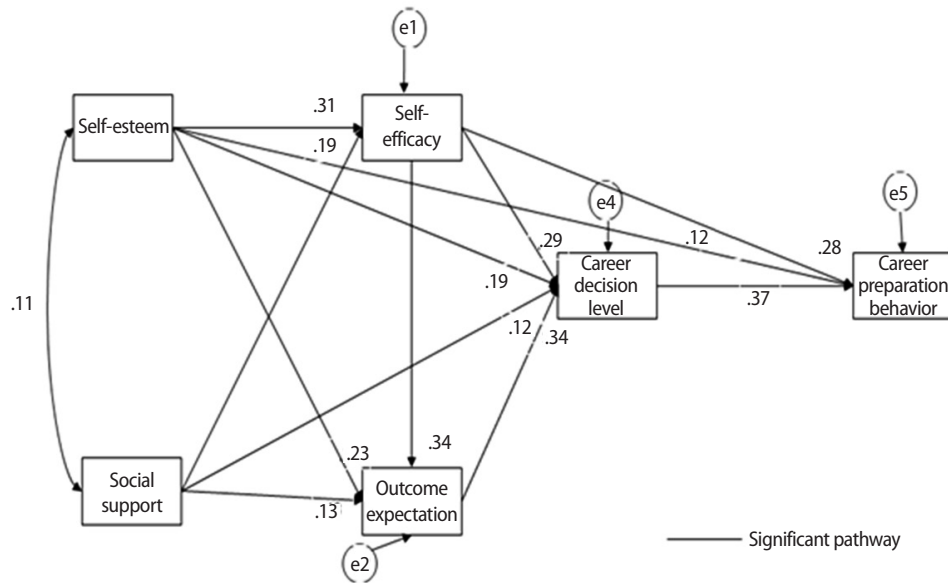 e1
.31
Self-esteem
Self-
efficacy
.19
e4
e5
.12
.29
.28
Career
decision
level
Career
preparation
behavior
.19
.37
.11
.12
.34
.34
.23
Social
support
Outcome
expectation
.13
e2
Significant pathway